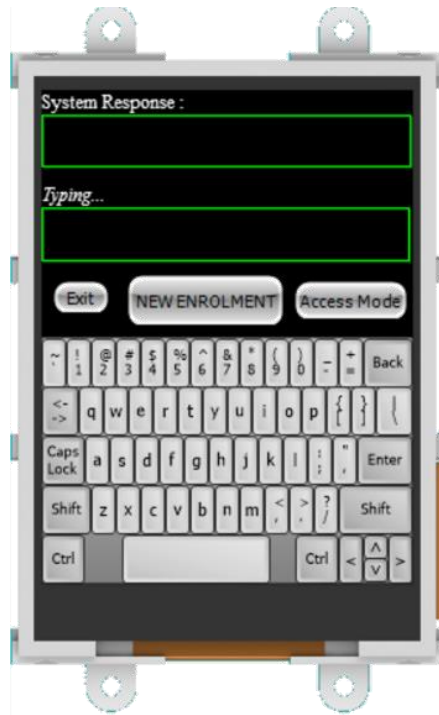 System Response :
Typing...
Exit NEW ENROLMENT Access Mode
~ ` ! 1 @ 2 # 3 $ 4 % 5 ^ 6 & 7 * 8 ( 9 ) 0 _ - + = Back
<- -> q w e r t y u i o p { [ } ] | \
Caps Lock a s d f g h j k l : ; " ' Enter
Shift z x c v b n m < , > . ? / Shift
Ctrl Ctrl < ^ v >